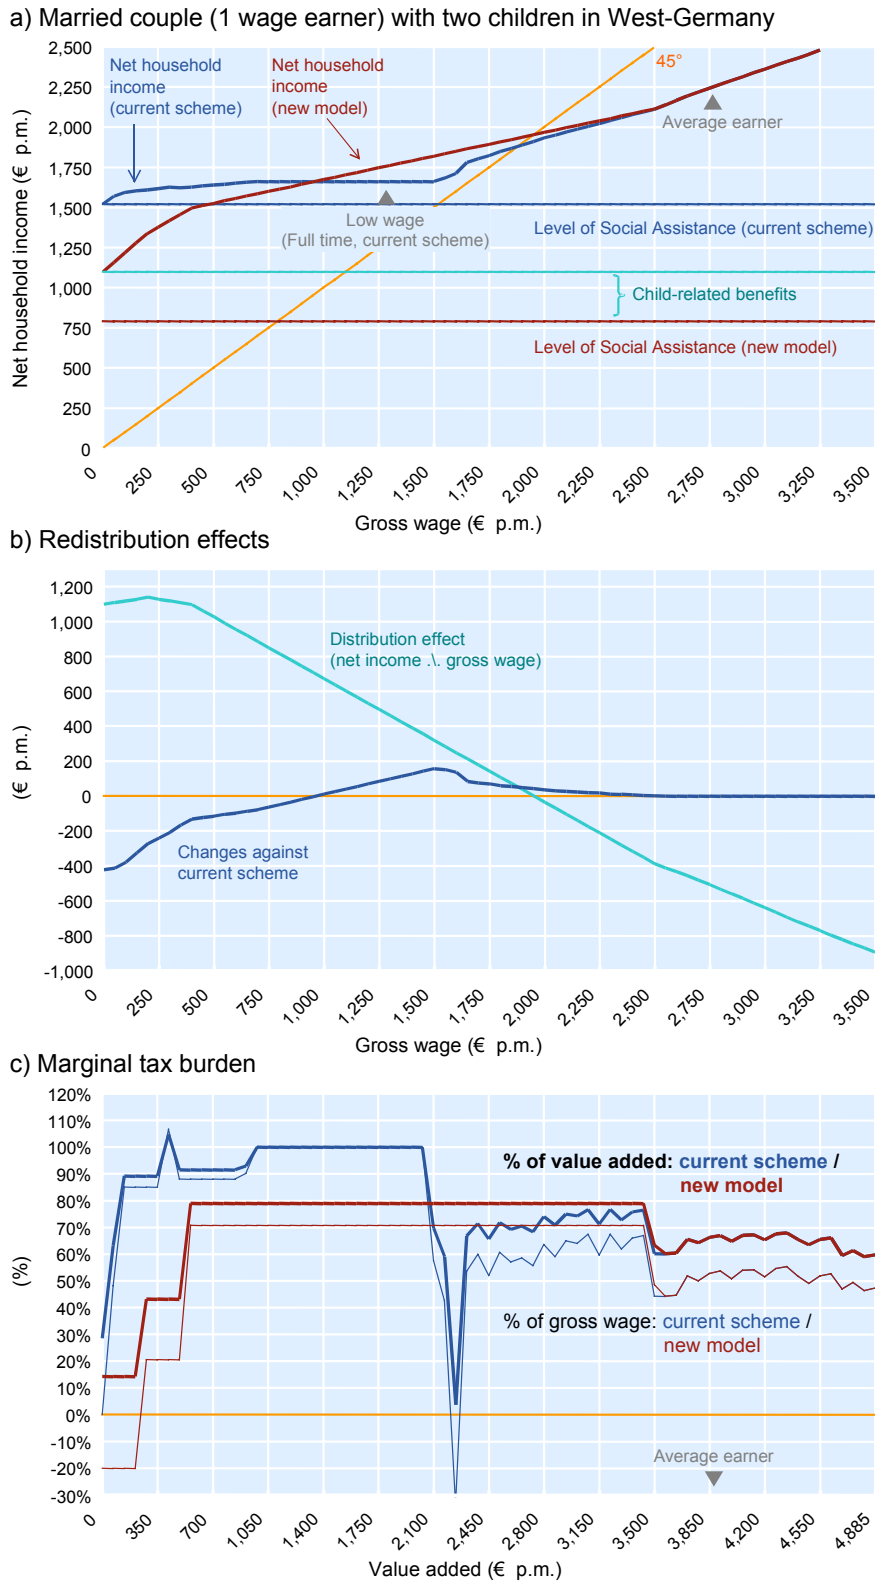 a) Married couple (1 wage earner) with two children in West-Germany
Net household income (€ p.m.)
2,500
2,250
2,000
1,750
1,500
1,250
1,000
750
500
250
0
Net household
income
(current scheme)
Net household
income
(new model)
45°
Average earner
Low wage
(Full time, current scheme)
Level of Social Assistance (current scheme)
Child-related benefits
Level of Social Assistance (new model)
0
250
500
750
1,000
1,250
1,500
1,750
2,000
2,250
2,500
2,750
3,000
3,250
3,500
Gross wage (€ p.m.)
b) Redistribution effects
(€ p.m.)
1,200
1,000
800
600
400
200
0
-200
-400
-600
-800
-1,000
Distribution effect
(net income .\. gross wage)
Changes against
current scheme
0
250
500
750
1,000
1,250
1,500
1,750
2,000
2,250
2,500
2,750
3,000
3,250
3,500
Gross wage (€ p.m.)
c) Marginal tax burden
(%)
120%
110%
100%
90%
80%
70%
60%
50%
40%
30%
20%
10%
0%
-10%
-20%
-30%
% of value added: current scheme /
new model
% of gross wage: current scheme /
new model
Average earner
0
350
700
1,050
1,400
1,750
2,100
2,450
2,800
3,150
3,500
3,850
4,200
4,550
4,885
Value added (€ p.m.)